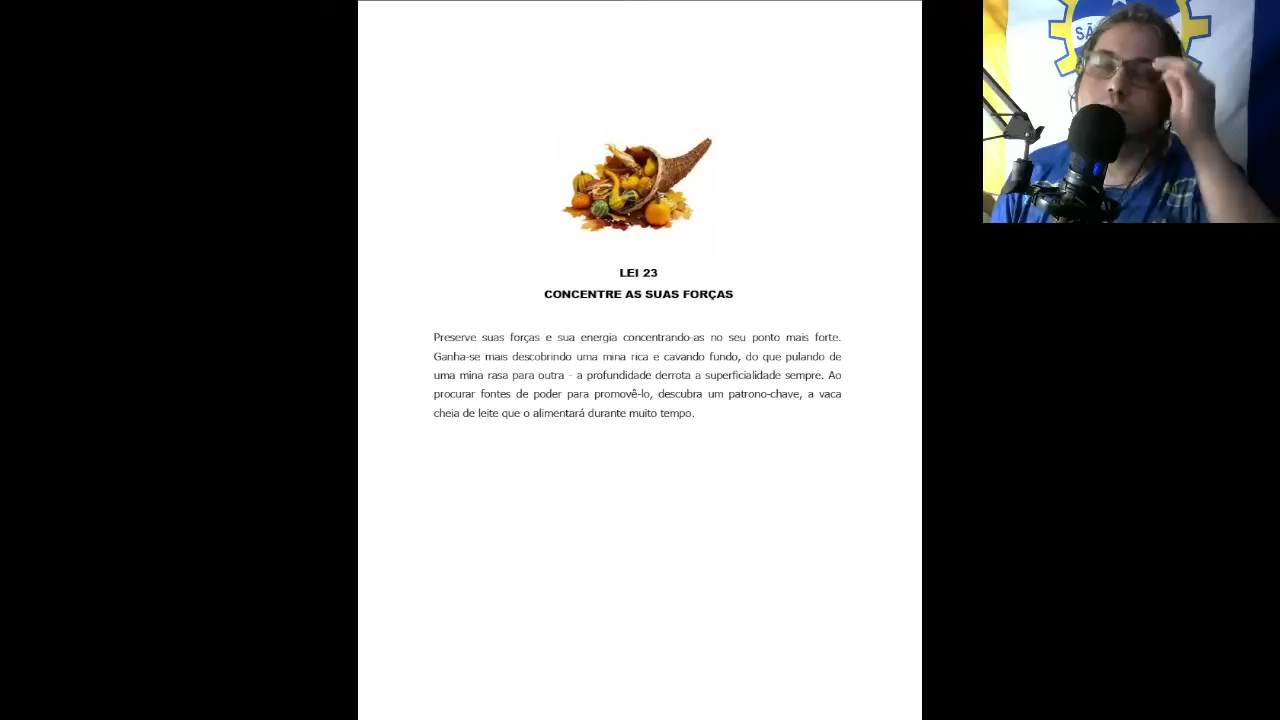 SÃ
LEI 23
CONCENTRE AS SUAS FORÇAS
Preserve suas forças e sua energia concentrando-as no seu ponto mais forte.
Ganha-se mais descobrindo uma mina rica e cavando fundo, do que pulando de
uma mina rasa para outra - a profundidade derrota a superficialidade sempre. Ao
procurar fontes de poder para promovê-lo, descubra um patrono-chave, a vaca
cheia de leite que o alimentará durante muito tempo.